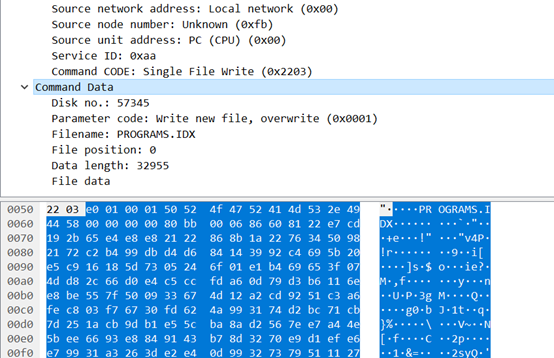 Source network address: Local network (0x00)
Source node number: Unknown (0xfb)
Source unit address: PC (CPU) (0x00)
Service ID: 0xaa
Command CODE: Single File Write (0x2203)
Command Data
Disk no.: 57345
Parameter code: Write new file, overwrite (0x0001)
Filename: PROGRAMS.IDX
File position: 0
Data length: 32955
File data
0050 22 03 e0 01 00 01 50 52 4f 47 52 41 4d 53 2e 49 "·····PR OGRAMS.I
0060 44 58 00 00 00 00 80 bb 00 06 86 60 81 22 e7 cd DX······ ···`·"··
0070 19 2b 65 e4 e8 e8 21 22 86 8b 1a 22 76 34 50 98 ·+e···!" ···"v4P·
0080 21 72 c2 b4 99 db d4 d6 84 14 39 92 c4 69 5b 20 !r······ ··9··i[
0090 e5 c9 16 18 5d 73 05 24 6f 01 e1 b4 69 65 3f 07 ····]s·$ o···ie?·
00a0 4d d8 2c 66 d0 e4 c5 cc fd a6 0d 79 d3 b6 11 6e M·,f···· ···y···n
00b0 e8 be 55 7f 50 09 33 67 4d 12 a2 cd 92 51 c3 a6 ··U·P·3g M····Q··
00c0 fe c8 03 f7 67 30 fd 62 4a 99 31 74 d2 bc 71 cb ····g0·b J·1t··q·
00d0 7d 25 1a cb 9d b1 e5 5c ba 8a d2 56 7e e7 a4 4e }%·····\ ···V~··N
00e0 5b ee 66 93 e8 84 91 43 b7 8d 32 70 e9 d1 ef e6 [·f····C ··2p····
00f0 e7 99 31 a3 26 3d e2 e4 0d 99 32 73 79 51 11 27 ··1·&=·· ··2syQ·'